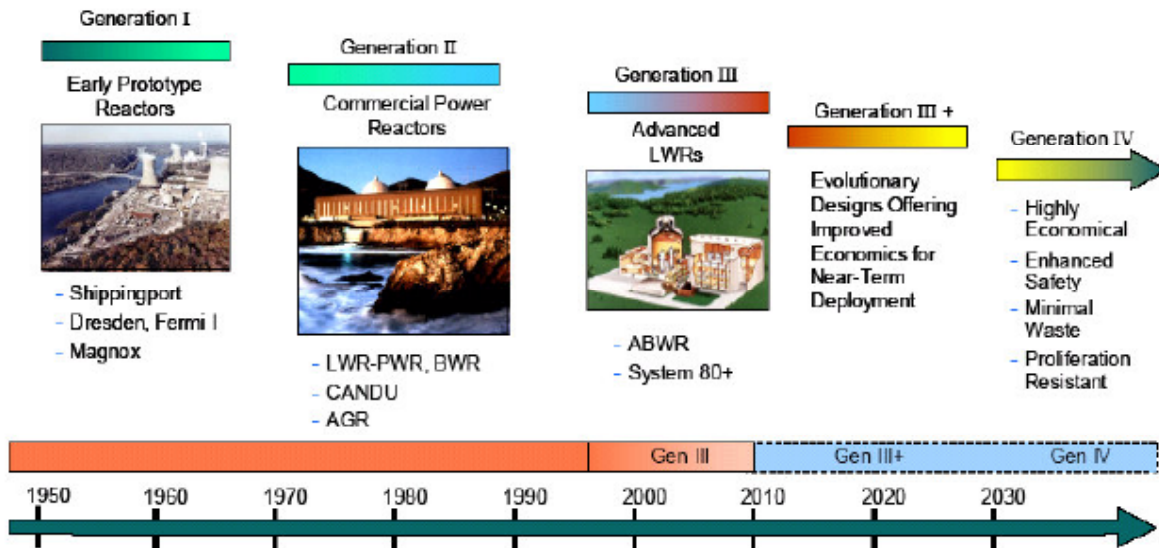 Generation I
Early Prototype
Reactors
- Shippingport
- Dresden, Fermi I
- Magnox
Generation II
Commercial Power
Reactors
- LWR-PWR, BWR
- CANDU
- AGR
Generation III
Advanced
LWRs
- ABWR
- System 80+
Generation III +
Evolutionary
Designs Offering
Improved
Economics for
Near-Term
Deployment
Generation IV
- Highly
Economical
- Enhanced
Safety
- Minimal
Waste
- Proliferation
Resistant
Gen III
Gen III+
Gen IV
1950
1960
1970
1980
1990
2000
2010
2020
2030